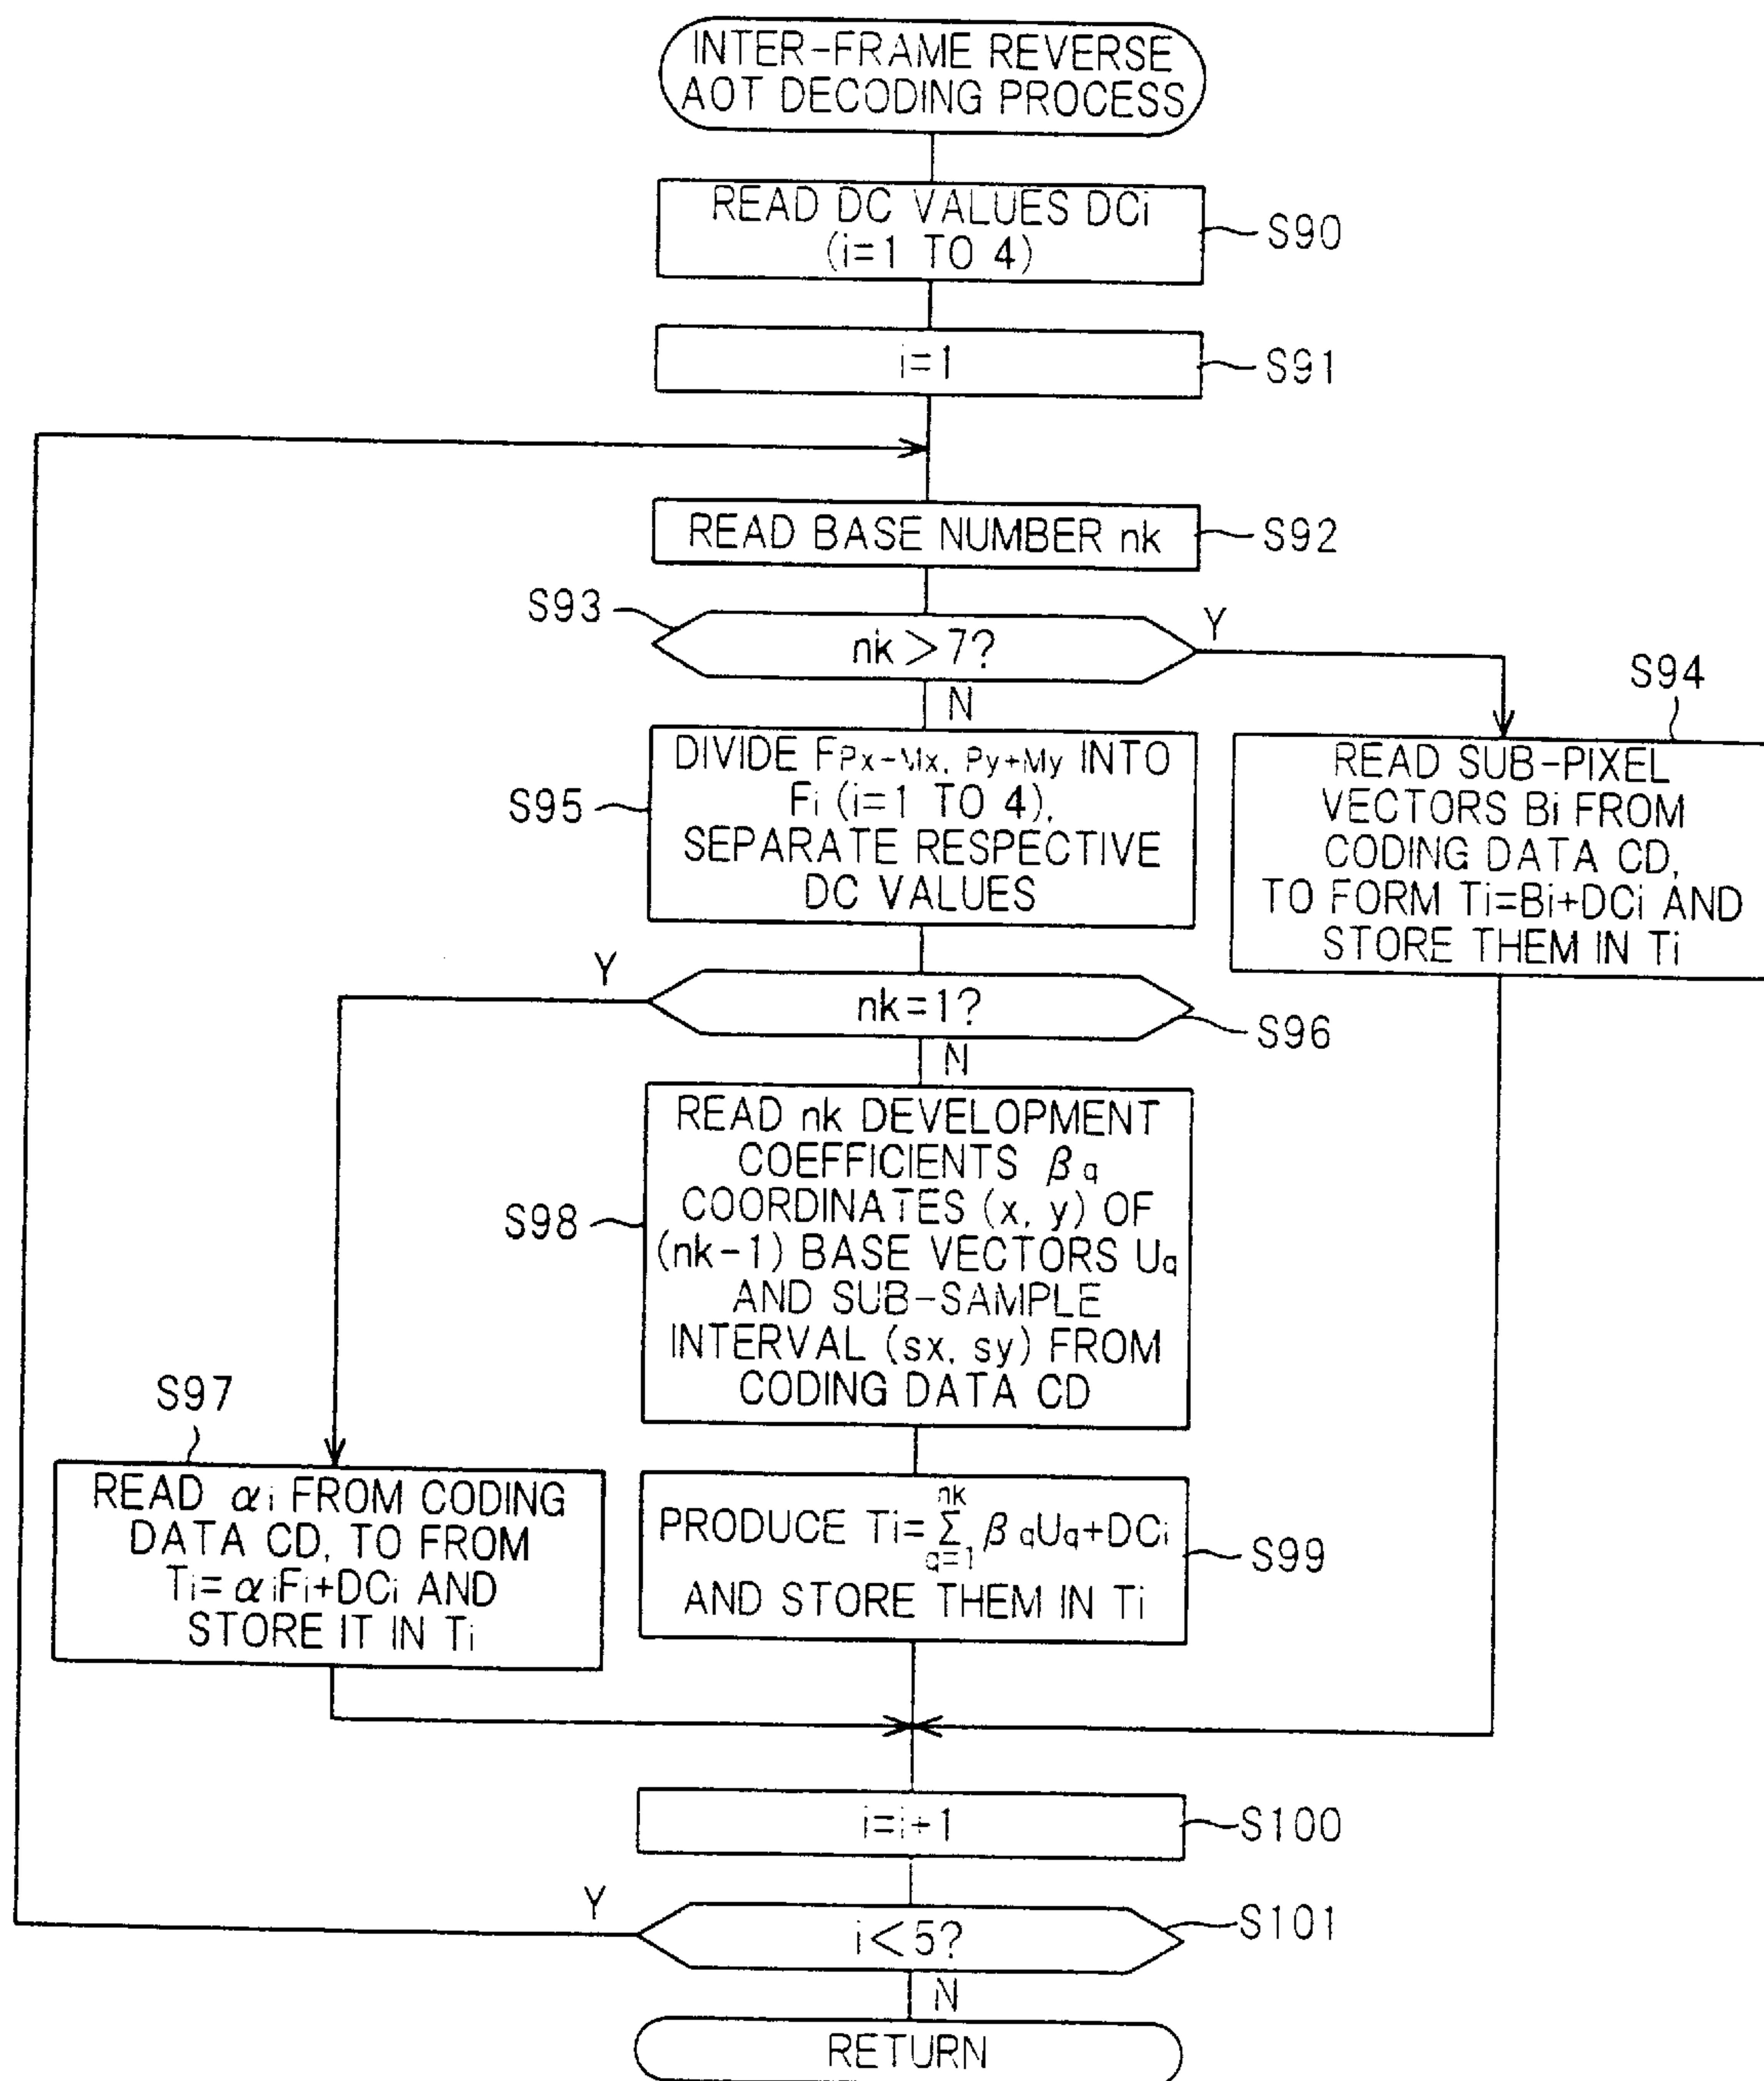 INTER-FRAME REVERSE
AOT DECODING PROCESS
READ DC VALUES DCi
(i=1 TO 4)
S90
i=1
S91
READ BASE NUMBER nk
S92
S93
nk>7?
Y
N
S94
READ SUB-PIXEL
VECTORS Bi FROM
CODING DATA CD,
TO FORM Ti=Bi+DCi AND
STORE THEM IN Ti
S95
DIVIDE FPx-Mx, Py+My INTO
Fi (i=1 TO 4),
SEPARATE RESPECTIVE
DC VALUES
Y
nk=1?
S96
N
S98
READ nk DEVELOPMENT
COEFFICIENTS βq
COORDINATES (x, y) OF
(nk-1) BASE VECTORS Uq
AND SUB-SAMPLE
INTERVAL (sx, sy) FROM
CODING DATA CD
S97
READ αi FROM CODING
DATA CD, TO FROM
Ti=αiFi+DCi AND
STORE IT IN Ti
PRODUCE Ti=Σ(q=1 to nk) βqUq+DCi
AND STORE THEM IN Ti
S99
i=i+1
S100
Y
i<5?
S101
N
RETURN